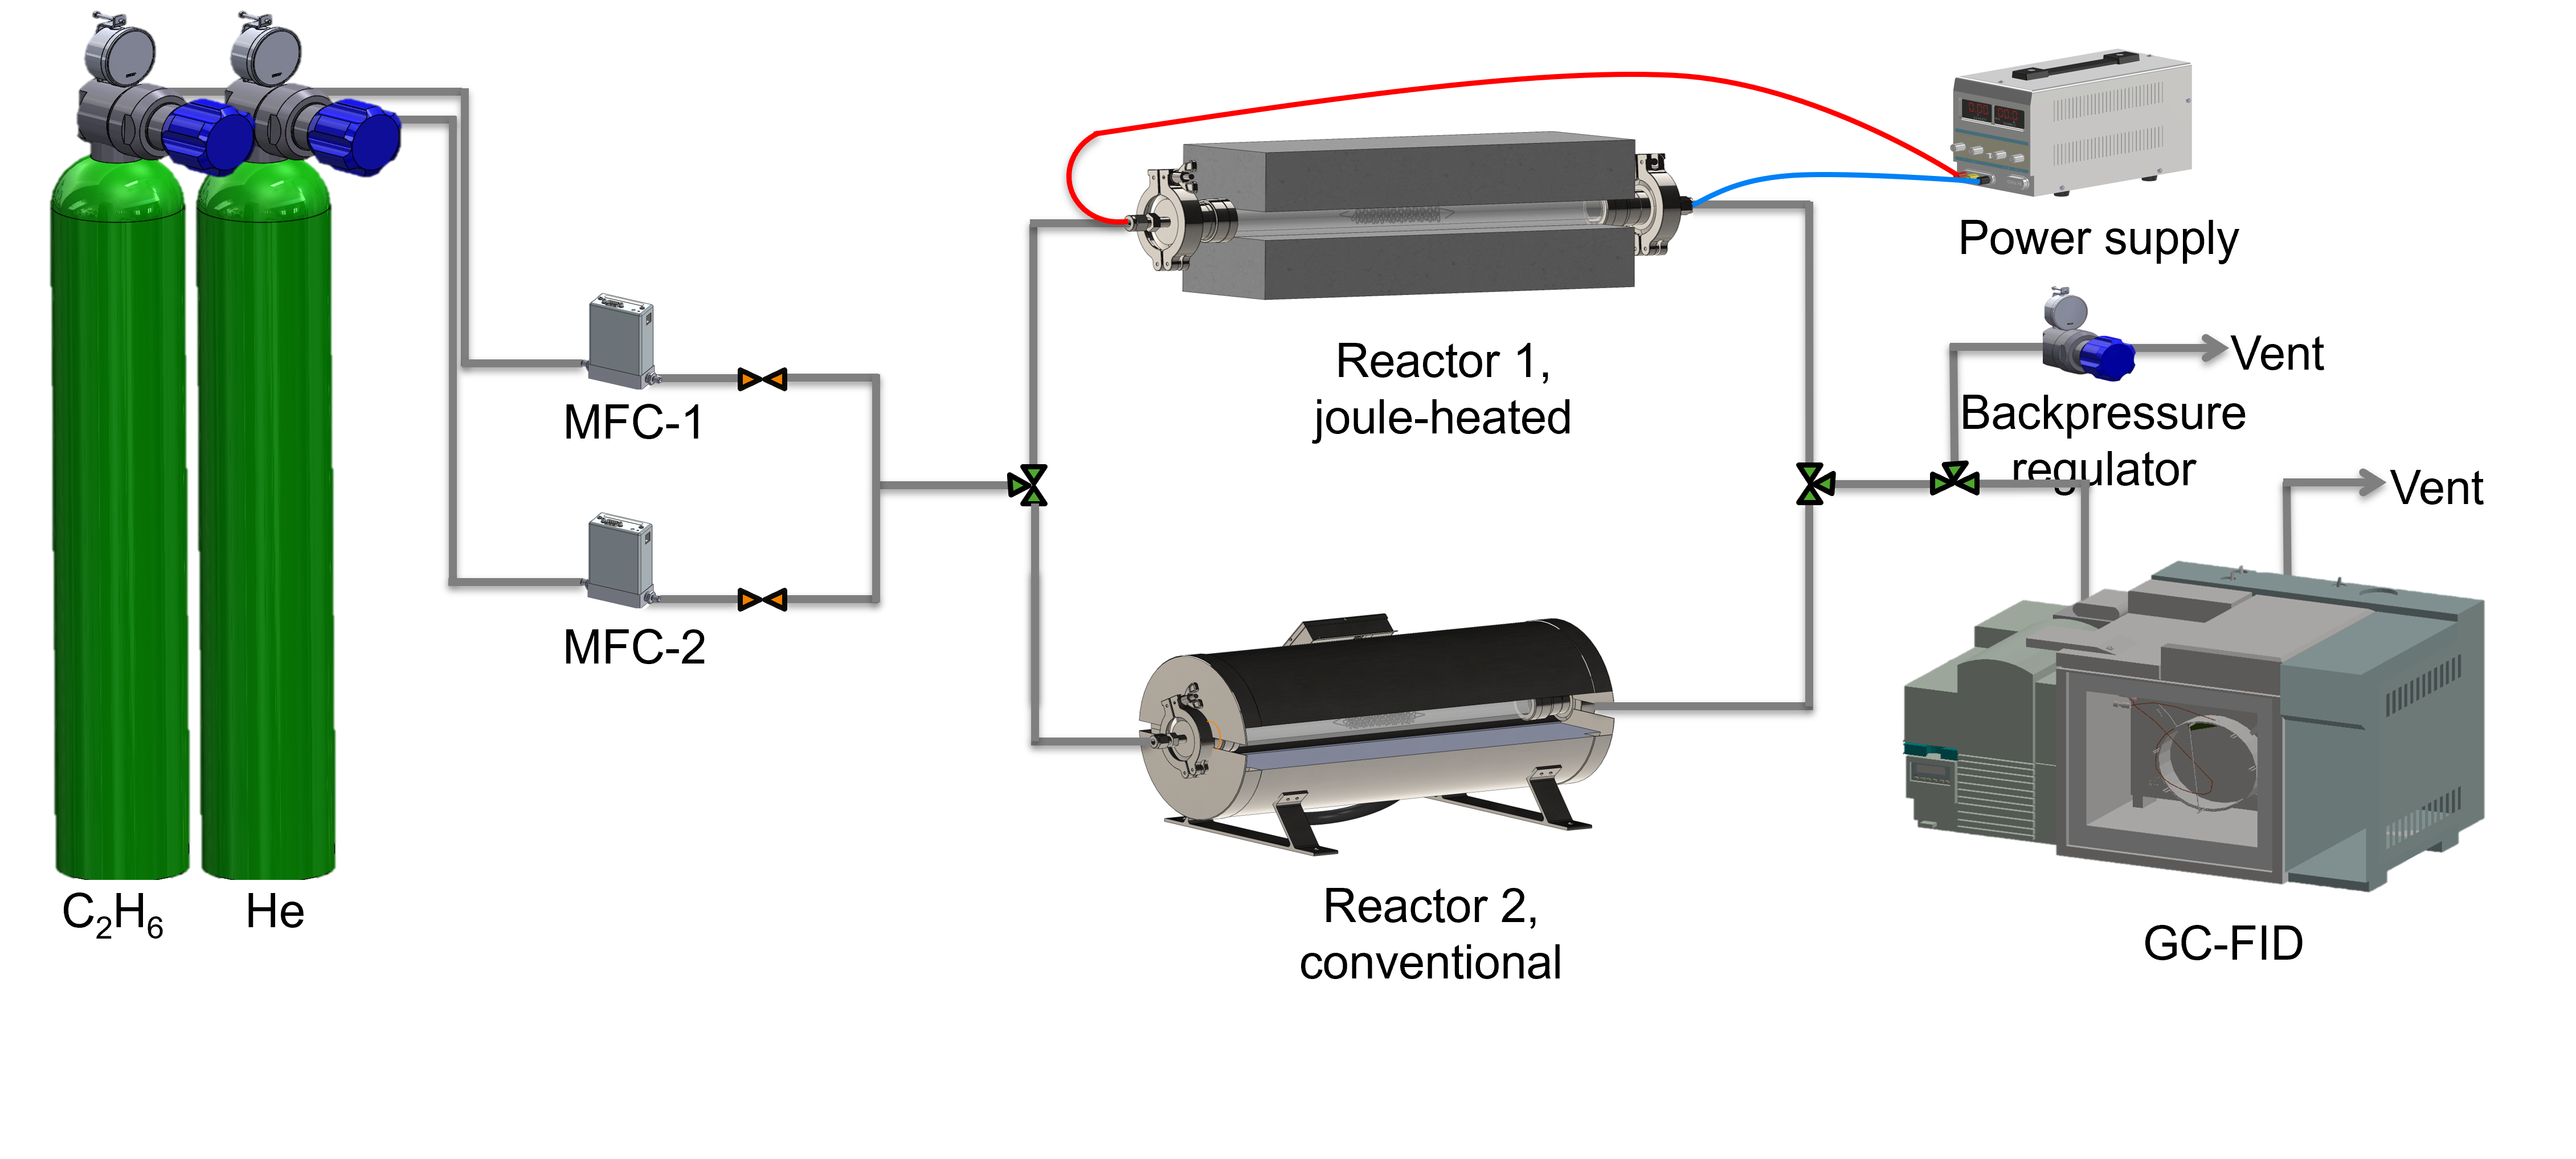 Power supply
Vent
Reactor 1,
joule-heated
Backpressure
regulator
MFC-1
Vent
MFC-2
C₂H₆
He
Reactor 2,
conventional
GC-FID